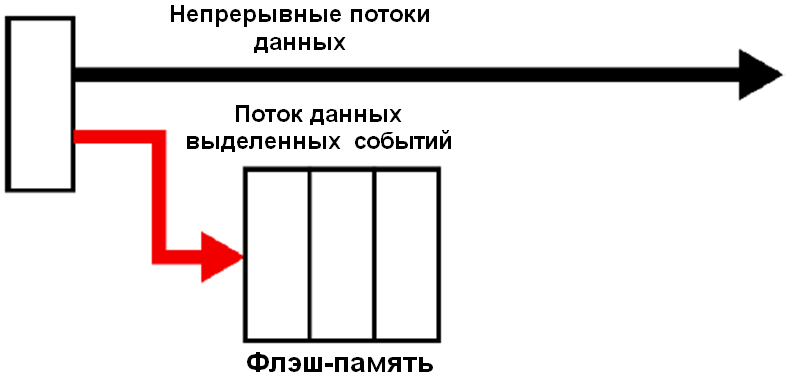 Непрерывные потоки
данных
Поток данных
выделенных событий
Флэш-память